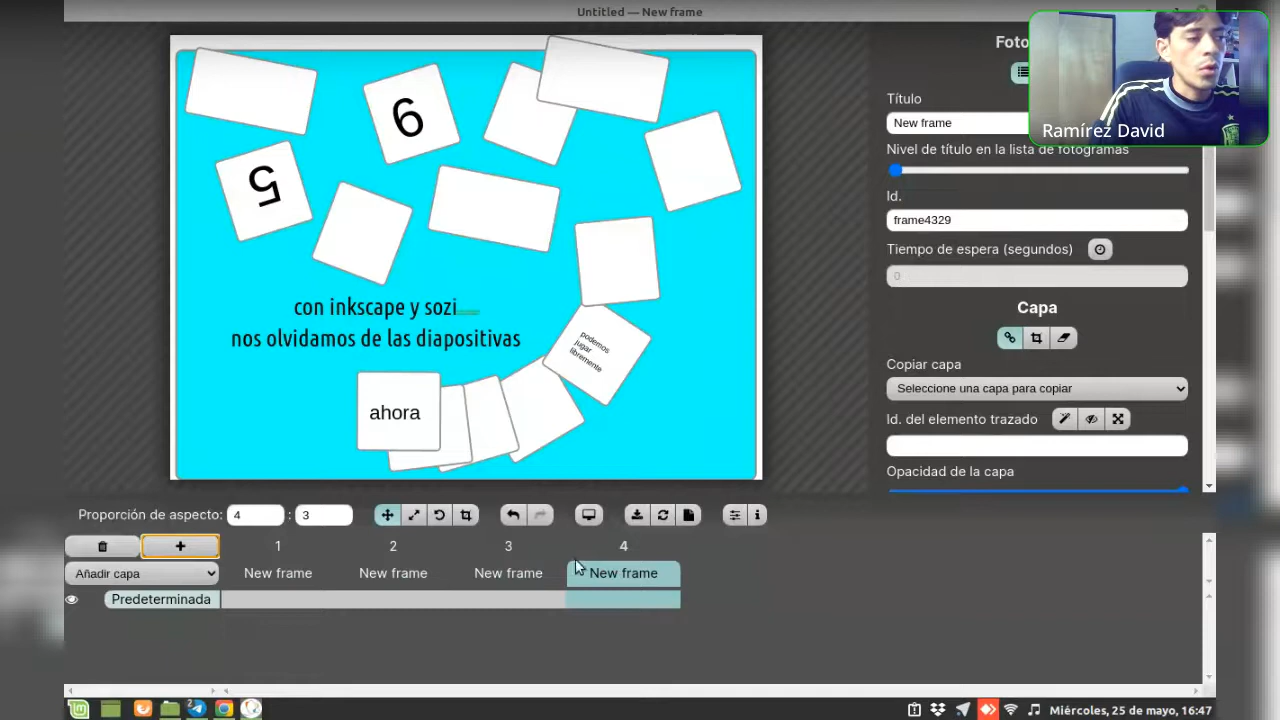 Untitled — New frame
Foto
Ramírez David
Título
New frame
Nivel de título en la lista de fotogramas
Id.
frame4329
Tiempo de espera (segundos)
0
Capa
Copiar capa
Seleccione una capa para copiar
Id. del elemento trazado
Opacidad de la capa
6
5
con inkscape y sozi
nos olvidamos de las diapositivas
podemos
jugar
libremente
ahora
Proporción de aspecto: 4 : 3
1 2 3 4
Añadir capa New frame New frame New frame New frame
Predeterminada
2
Miércoles, 25 de mayo, 16:47